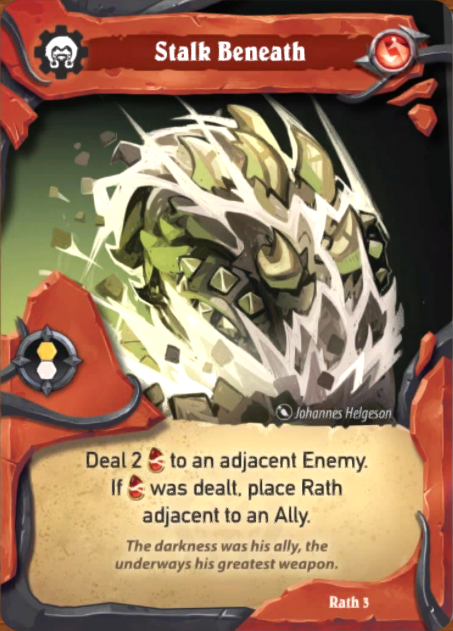 Stalk Beneath
Johannes Helgeson
Deal 2 to an adjacent Enemy.
If was dealt, place Rath
adjacent to an Ally.
The darkness was his ally, the
underways his greatest weapon.
Rath 3